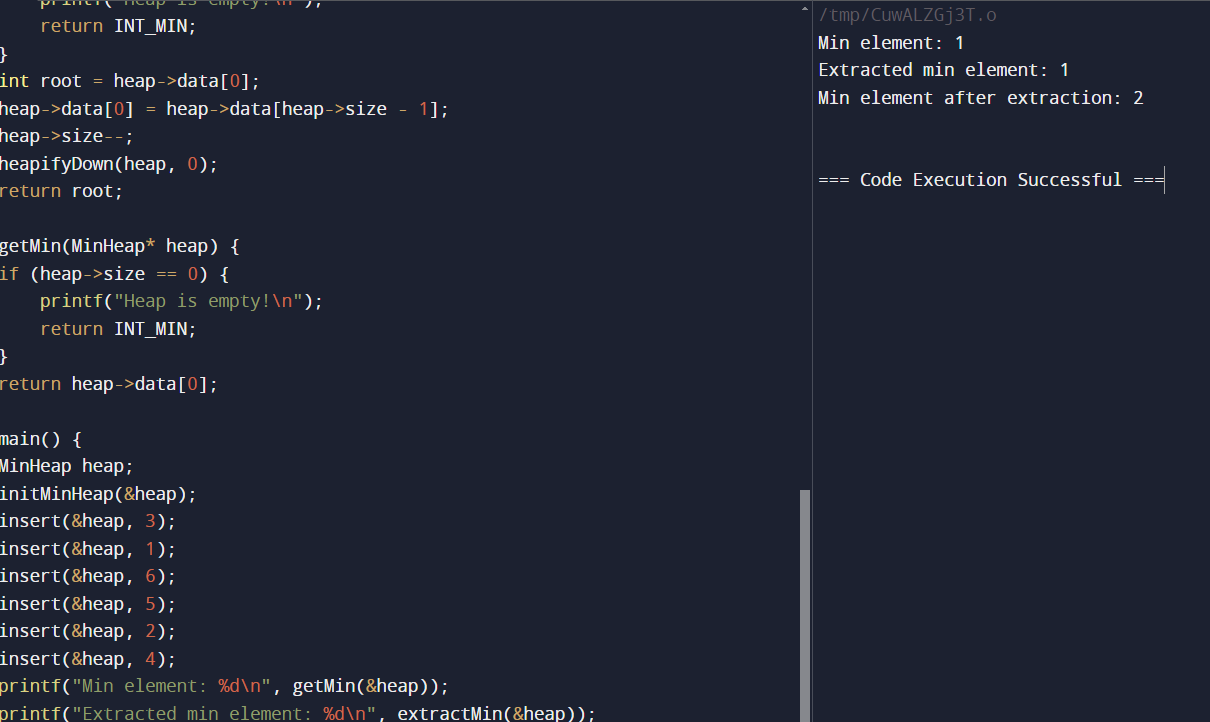 printf("Heap is empty!\n");
    return INT_MIN;
}
int root = heap->data[0];
heap->data[0] = heap->data[heap->size - 1];
heap->size--;
heapifyDown(heap, 0);
return root;
getMin(MinHeap* heap) {
if (heap->size == 0) {
    printf("Heap is empty!\n");
    return INT_MIN;
}
return heap->data[0];
main() {
MinHeap heap;
initMinHeap(&heap);
insert(&heap, 3);
insert(&heap, 1);
insert(&heap, 6);
insert(&heap, 5);
insert(&heap, 2);
insert(&heap, 4);
printf("Min element: %d\n", getMin(&heap));
printf("Extracted min element: %d\n", extractMin(&heap));
/tmp/CuwALZGj3T.o
Min element: 1
Extracted min element: 1
Min element after extraction: 2
=== Code Execution Successful ===